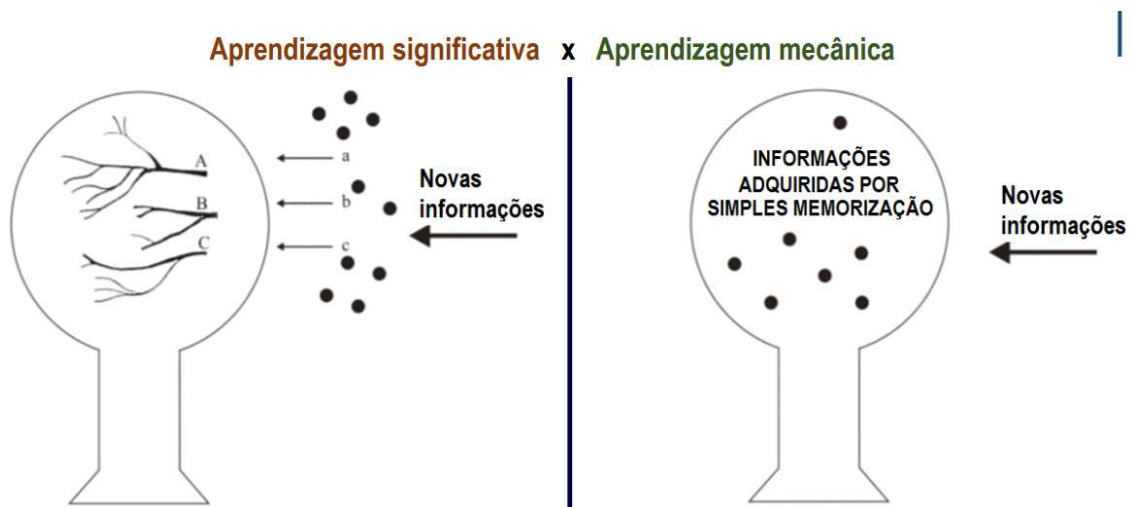 Aprendizagem significativa x Aprendizagem mecânica
A
B
C
a
b
c
Novas
informações
INFORMAÇÕES
ADQUIRIDAS POR
SIMPLES MEMORIZAÇÃO
Novas
informações